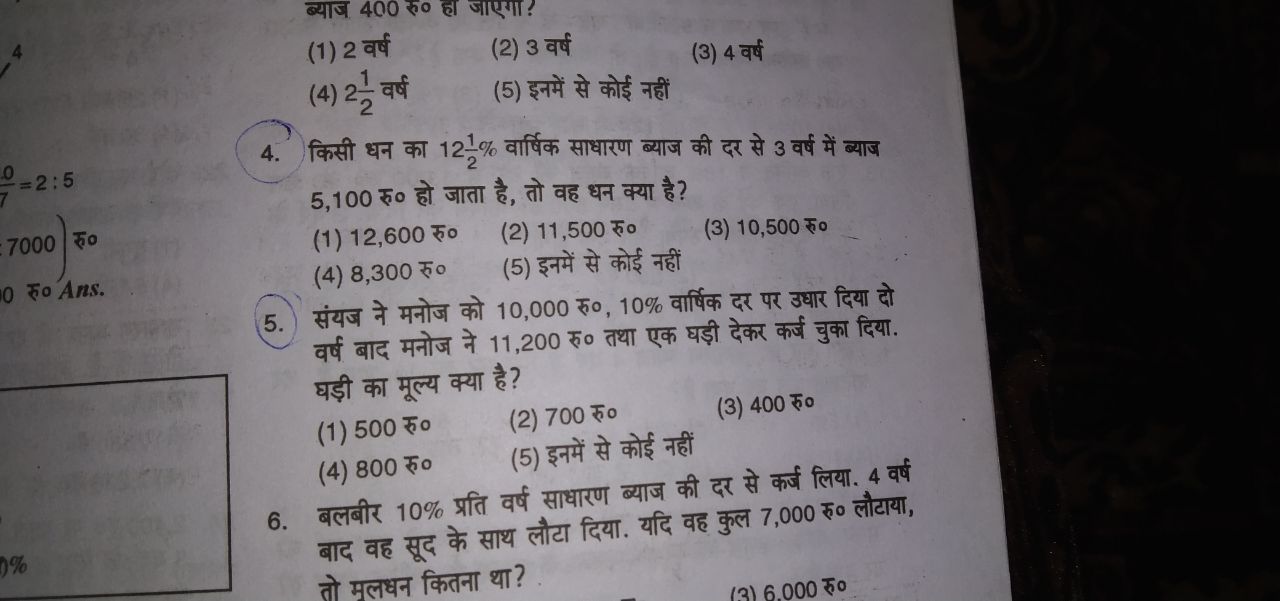 4
0/7 = 2 : 5
7000) रु०
0 रु० Ans.
)%
ब्याज 400 रु० हो जाएगा?
(1) 2 वर्ष (2) 3 वर्ष (3) 4 वर्ष
(4) 2 1/2 वर्ष (5) इनमें से कोई नहीं
4. किसी धन का 12 1/2% वार्षिक साधारण ब्याज की दर से 3 वर्ष में ब्याज
5,100 रु० हो जाता है, तो वह धन क्या है?
(1) 12,600 रु० (2) 11,500 रु० (3) 10,500 रु०
(4) 8,300 रु० (5) इनमें से कोई नहीं
5. संयज ने मनोज को 10,000 रु०, 10% वार्षिक दर पर उधार दिया दो
वर्ष बाद मनोज ने 11,200 रु० तथा एक घड़ी देकर कर्ज चुका दिया.
घड़ी का मूल्य क्या है?
(1) 500 रु० (2) 700 रु० (3) 400 रु०
(4) 800 रु० (5) इनमें से कोई नहीं
6. बलबीर 10% प्रति वर्ष साधारण ब्याज की दर से कर्ज लिया. 4 वर्ष
बाद वह सूद के साथ लौटा दिया. यदि वह कुल 7,000 रु० लौटाया,
तो मूलधन कितना था?
(3) 6,000 रु०